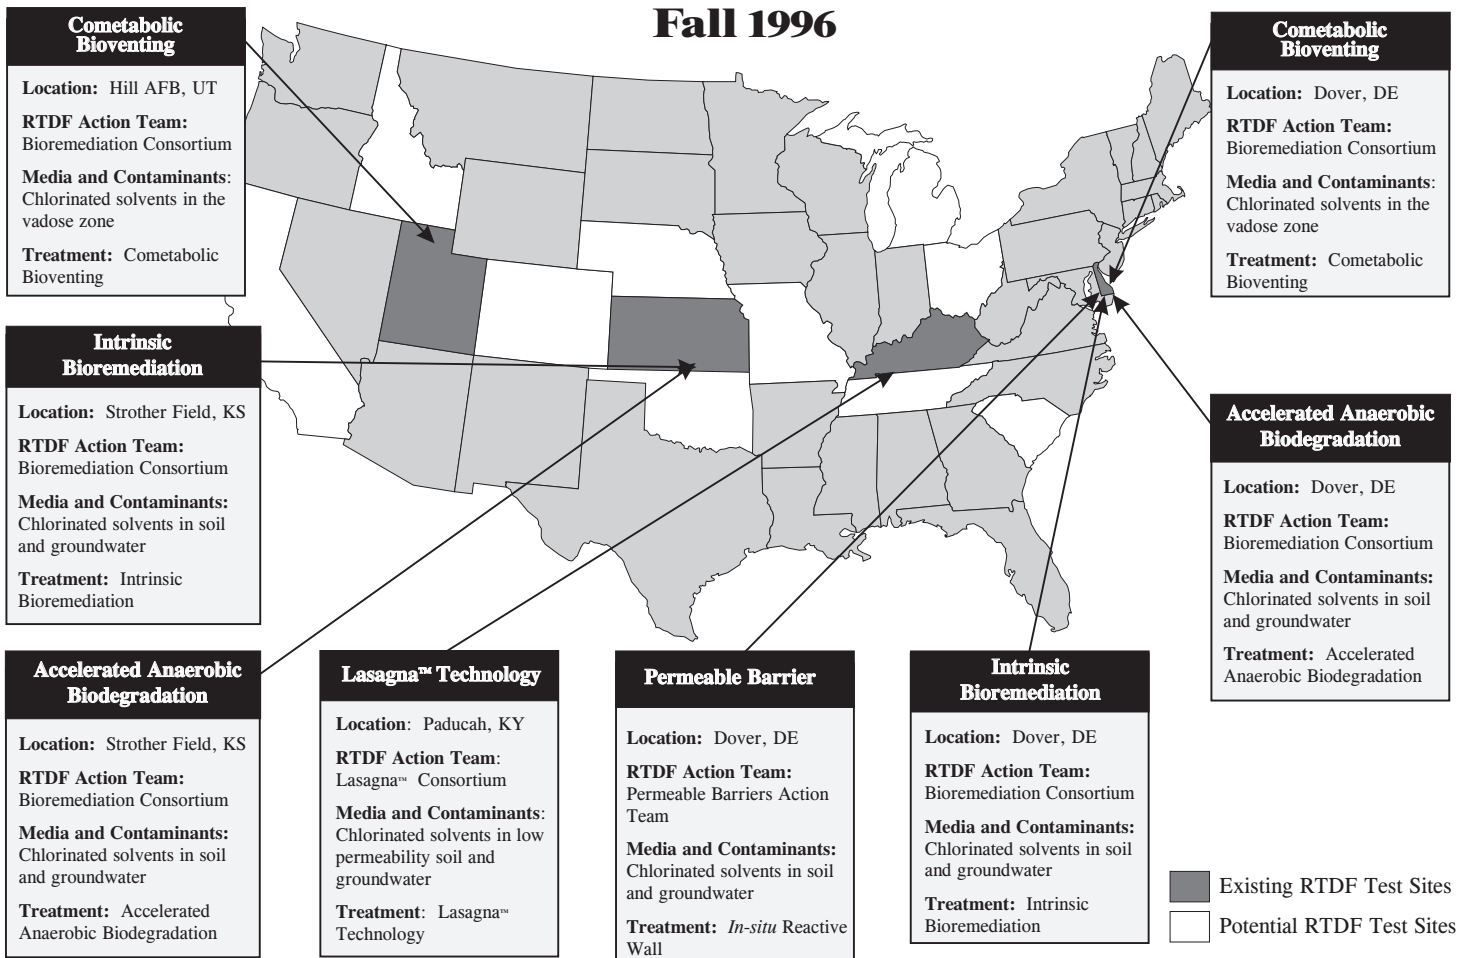 Fall 1996
Cometabolic
Bioventing
Location: Hill AFB, UT
RTDF Action Team:
Bioremediation Consortium
Media and Contaminants:
Chlorinated solvents in the
vadose zone
Treatment: Cometabolic
Bioventing
Cometabolic
Bioventing
Location: Dover, DE
RTDF Action Team:
Bioremediation Consortium
Media and Contaminants:
Chlorinated solvents in the
vadose zone
Treatment: Cometabolic
Bioventing
Intrinsic
Bioremediation
Location: Strother Field, KS
RTDF Action Team:
Bioremediation Consortium
Media and Contaminants:
Chlorinated solvents in soil
and groundwater
Treatment: Intrinsic
Bioremediation
Accelerated Anaerobic
Biodegradation
Location: Dover, DE
RTDF Action Team:
Bioremediation Consortium
Media and Contaminants:
Chlorinated solvents in soil
and groundwater
Treatment: Accelerated
Anaerobic Biodegradation
Accelerated Anaerobic
Biodegradation
Location: Strother Field, KS
RTDF Action Team:
Bioremediation Consortium
Media and Contaminants:
Chlorinated solvents in soil
and groundwater
Treatment: Accelerated
Anaerobic Biodegradation
Lasagna™ Technology
Location: Paducah, KY
RTDF Action Team:
Lasagna™ Consortium
Media and Contaminants:
Chlorinated solvents in low
permeability soil and
groundwater
Treatment: Lasagna™
Technology
Permeable Barrier
Location: Dover, DE
RTDF Action Team:
Permeable Barriers Action
Team
Media and Contaminants:
Chlorinated solvents in soil
and groundwater
Treatment: In-situ Reactive
Wall
Intrinsic
Bioremediation
Location: Dover, DE
RTDF Action Team:
Bioremediation Consortium
Media and Contaminants:
Chlorinated solvents in soil
and groundwater
Treatment: Intrinsic
Bioremediation
Existing RTDF Test Sites
Potential RTDF Test Sites